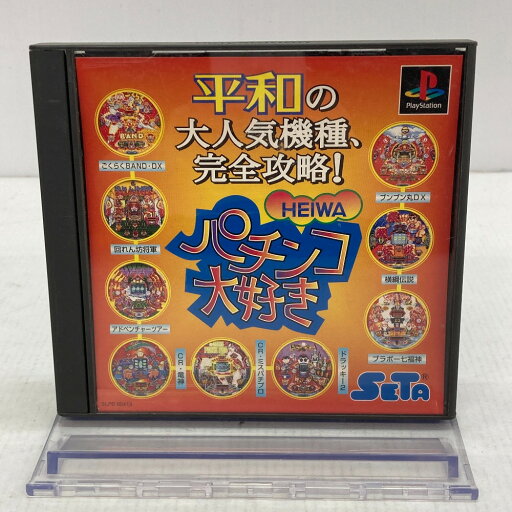 平和の
大人気機種、
完全攻略!
PlayStation
HEIWA
パチンコ
大好き
ごくらくBAND・DX
回れん坊将軍
アドベンチャーツアー
CR・竜神
CR・ミスパチプロ
ドラッキー2
ブンブン丸DX
横綱伝説
ブラボー七福神
SETA®